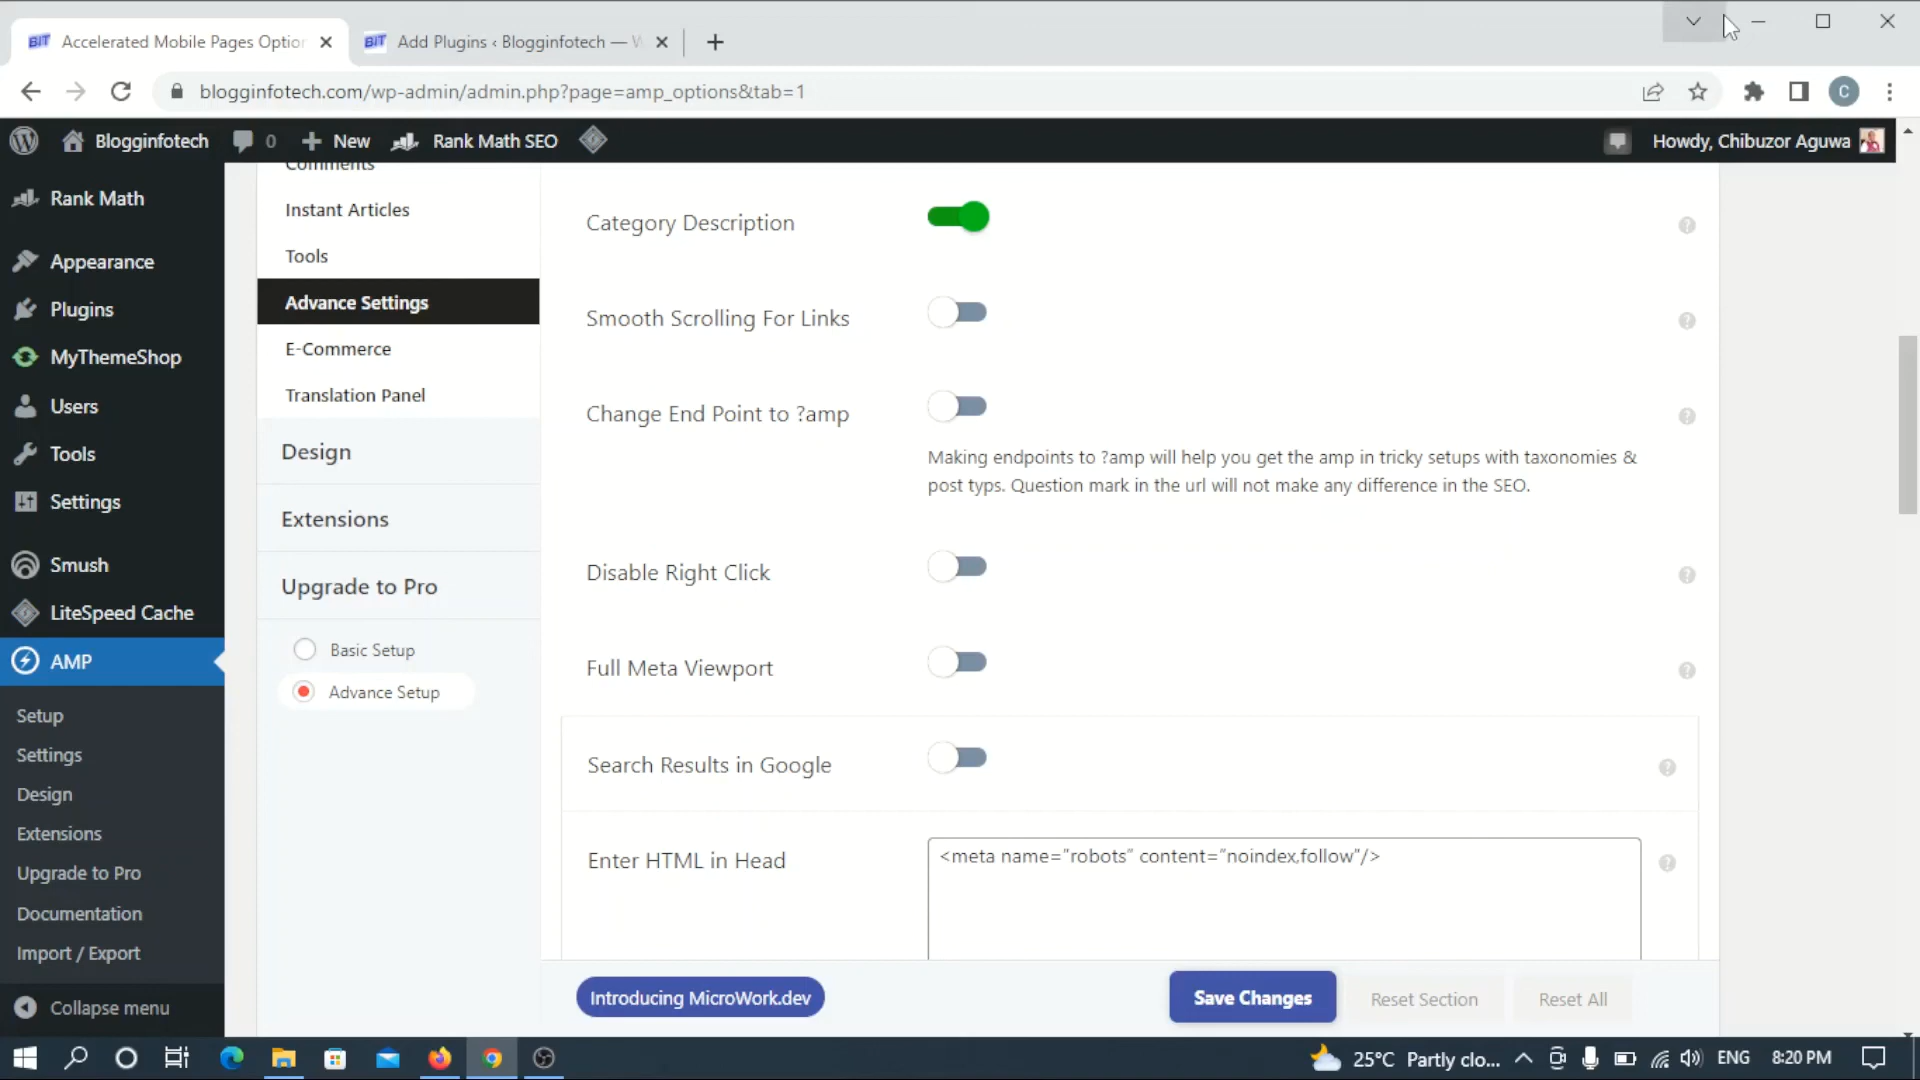 BIT Accelerated Mobile Pages Option
BIT Add Plugins ‹ Blogginfotech — W
blogginfotech.com/wp-admin/admin.php?page=amp_options&tab=1
C
Blogginfotech 0 New Rank Math SEO Howdy, Chibuzor Aguwa
Rank Math
Appearance
Plugins
MyThemeShop
Users
Tools
Settings
Smush
LiteSpeed Cache
AMP
Setup
Settings
Design
Extensions
Upgrade to Pro
Documentation
Import / Export
Collapse menu
Comments
Instant Articles
Tools
Advance Settings
E-Commerce
Translation Panel
Design
Extensions
Upgrade to Pro
Basic Setup
Advance Setup
Category Description
Smooth Scrolling For Links
Change End Point to ?amp
Making endpoints to ?amp will help you get the amp in tricky setups with taxonomies &
post typs. Question mark in the url will not make any difference in the SEO.
Disable Right Click
Full Meta Viewport
Search Results in Google
Enter HTML in Head
<meta name="robots" content="noindex,follow"/>
Introducing MicroWork.dev
Save Changes
Reset Section
Reset All
25°C Partly clo... ENG 8:20 PM